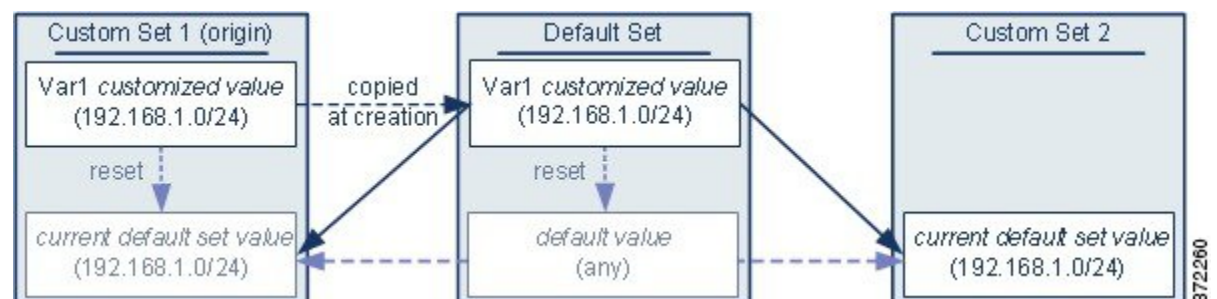 Custom Set 1 (origin)
Var1 customized value
(192.168.1.0/24)
reset
current default set value
(192.168.1.0/24)
copied
at creation
Default Set
Var1 customized value
(192.168.1.0/24)
reset
default value
(any)
Custom Set 2
current default set value
(192.168.1.0/24)
372260